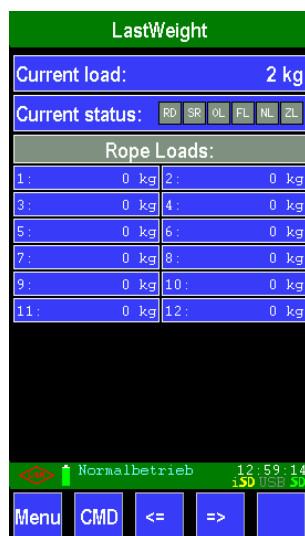 LastWeight
Current load: 2 kg
Current status: RD SR OL FL NL ZL
Rope Loads:
1: 0 kg 2: 0 kg
3: 0 kg 4: 0 kg
5: 0 kg 6: 0 kg
7: 0 kg 8: 0 kg
9: 0 kg 10: 0 kg
11: 0 kg 12: 0 kg
Normalbetrieb 12:59:14
iSD USB SD
Menu CMD <= =>